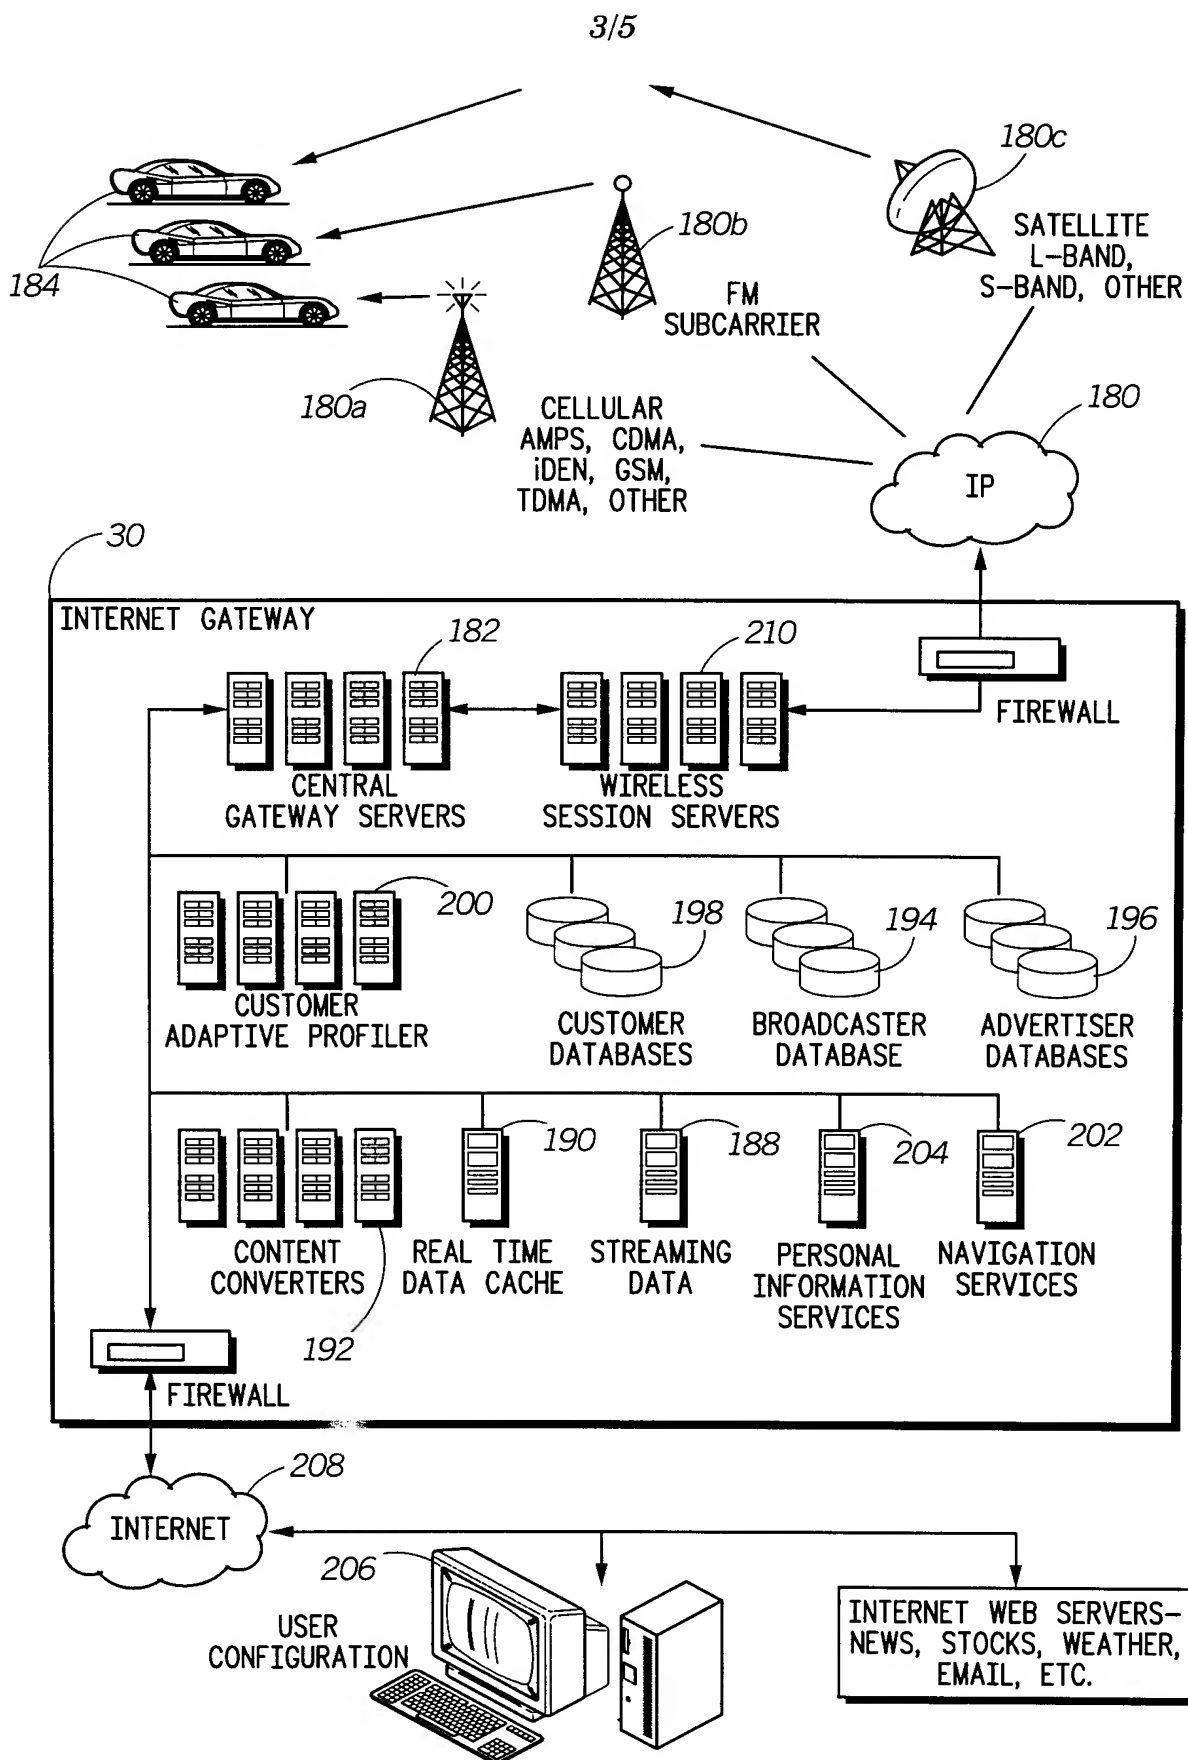 3/5
180c
180b
SATELLITE
L-BAND,
S-BAND, OTHER
184
FM
SUBCARRIER
180a
180
CELLULAR
AMPS, CDMA,
iDEN, GSM,
TDMA, OTHER
IP
30
INTERNET GATEWAY
182
210
FIREWALL
CENTRAL
GATEWAY SERVERS
WIRELESS
SESSION SERVERS
200
198
194
196
CUSTOMER
ADAPTIVE PROFILER
CUSTOMER
DATABASES
BROADCASTER
DATABASE
ADVERTISER
DATABASES
190
188
204
202
CONTENT
CONVERTERS
REAL TIME
DATA CACHE
STREAMING
DATA
PERSONAL
INFORMATION
SERVICES
NAVIGATION
SERVICES
192
FIREWALL
208
INTERNET
206
USER
CONFIGURATION
INTERNET WEB SERVERS-
NEWS, STOCKS, WEATHER,
EMAIL, ETC.